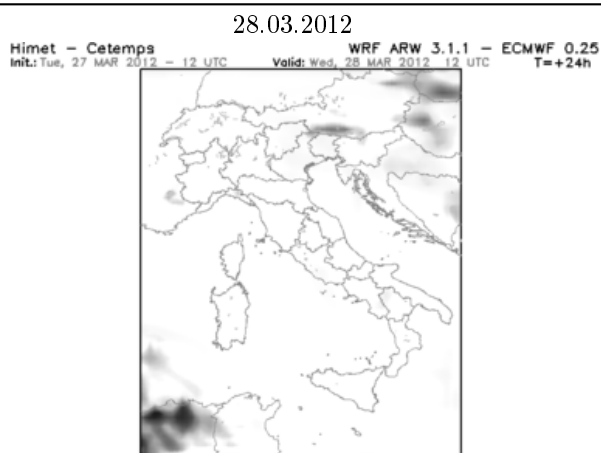 28.03.2012
Himet – Cetemps WRF ARW 3.1.1 – ECMWF 0.25
Init.: Tue, 27 MAR 2012 – 12 UTC Valid: Wed, 28 MAR 2012 12 UTC T=+24h